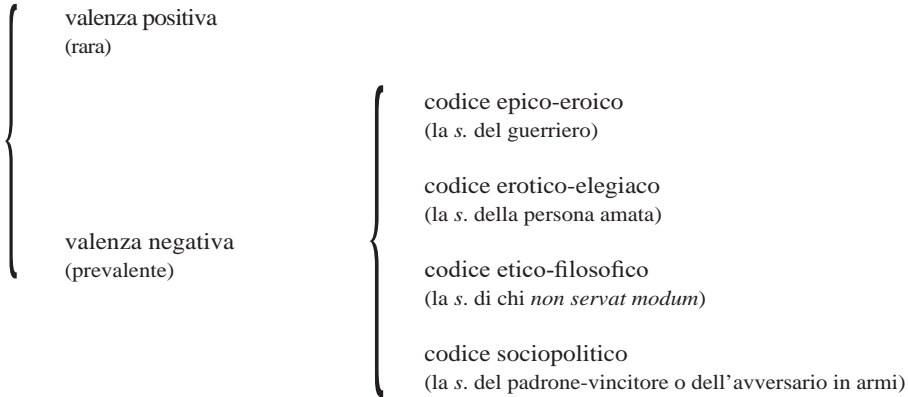 valenza positiva
(rara)
codice epico-eroico
(la s. del guerriero)
codice erotico-elegiaco
(la s. della persona amata)
valenza negativa
(prevalente)
codice etico-filosofico
(la s. di chi non servat modum)
codice sociopolitico
(la s. del padrone-vincitore o dell'avversario in armi)